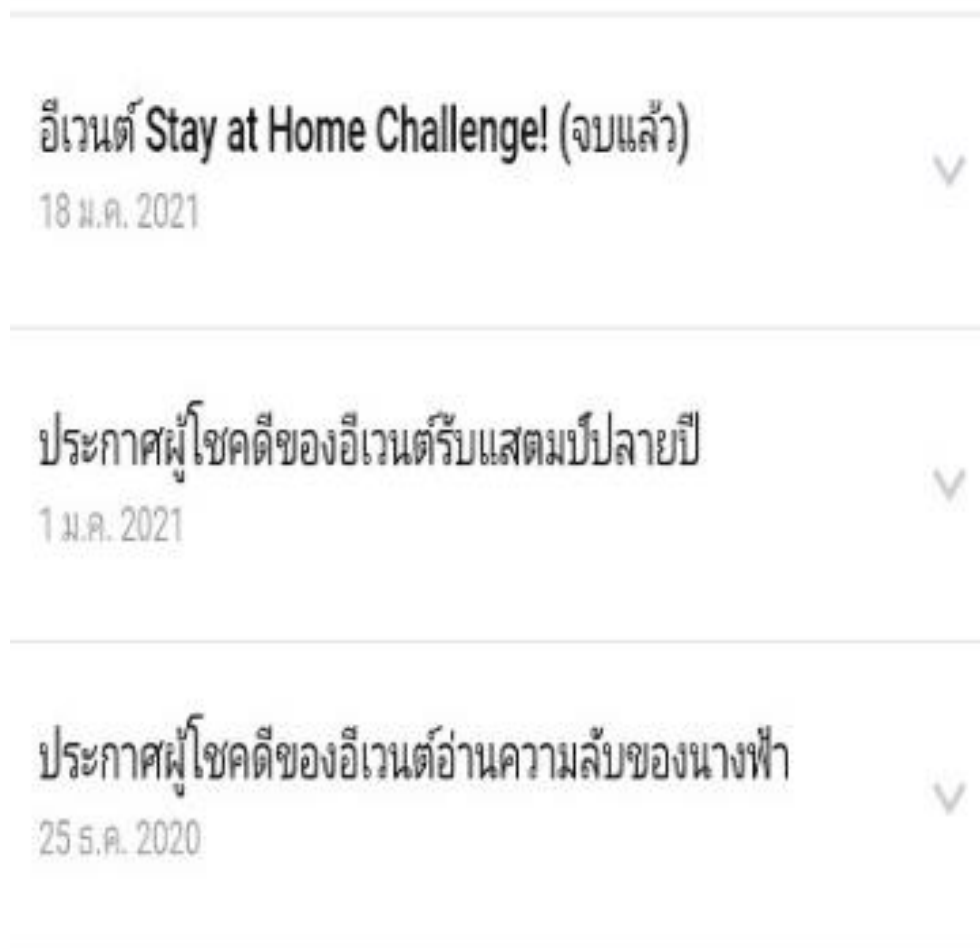 อีเวนต์ Stay at Home Challenge! (จบแล้ว)
18 ม.ค. 2021
ประกาศผู้โชคดีของอีเวนต์รับแสตมป์ปลายปี
1 ม.ค. 2021
ประกาศผู้โชคดีของอีเวนต์อ่านความลับของนางฟ้า
25 ธ.ค. 2020